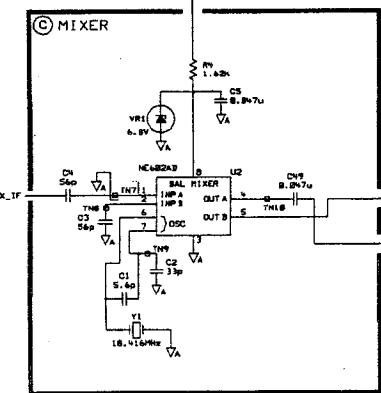 C MIXER
R4
1.62K
C5
0.047u
VR1
6.8V
A
A
NE602AD
8
U2
BAL MIXER
C4
56p
A
TN7
1
INP A
OUT A
4
C49
0.047u
X_IF
TN8
2
INP B
TN10
C3
56p
6
OSC
OUT B
5
7
A
TN9
3
A
C1
5.6p
C2
33p
A
Y1
18.416MHz
A